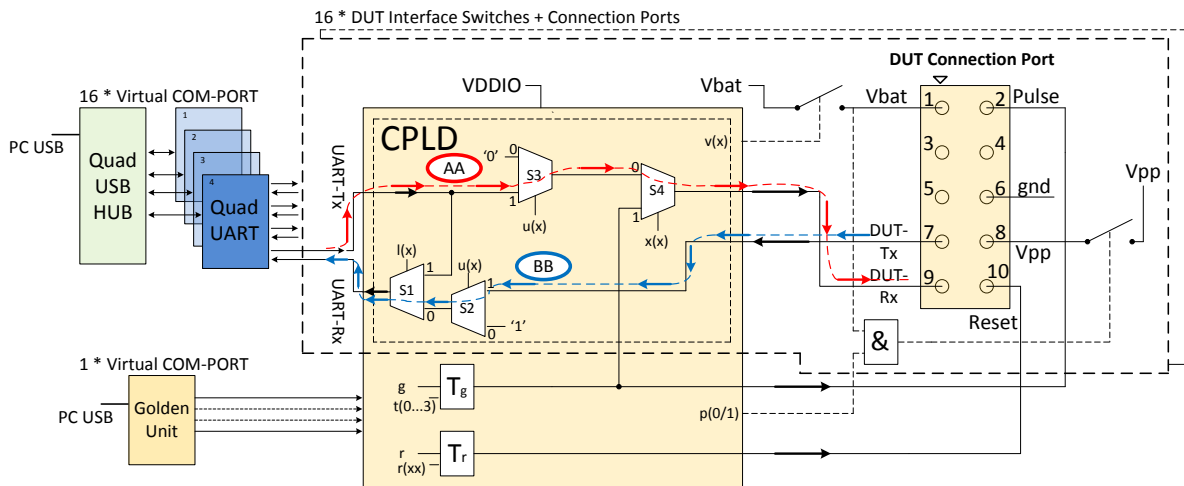 16 * DUT Interface Switches + Connection Ports
16 * Virtual COM-PORT
PC USB
Quad
USB
HUB
1
2
3
4
Quad
UART
UART-Tx
UART-Rx
VDDIO
CPLD
AA
'0'
0
1
S3
u(x)
0
1
S4
x(x)
l(x)
1
0
S1
u(x)
1
0
S2
'1'
BB
v(x)
Vbat
Vbat
DUT Connection Port
1
2
Pulse
3
4
5
6
gnd
7
8
Vpp
Vpp
9
10
Reset
DUT-
Tx
DUT-
Rx
&
1 * Virtual COM-PORT
PC USB
Golden
Unit
g
t(0...3)
Tg
p(0/1)
r
r(xx)
Tr